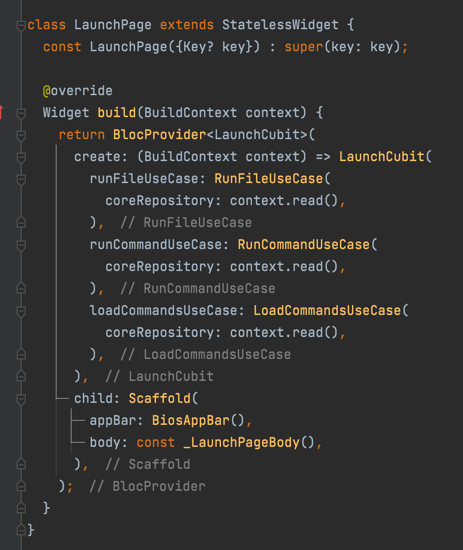 class LaunchPage extends StatelessWidget {
  const LaunchPage({Key? key}) : super(key: key);

  @override
  Widget build(BuildContext context) {
    return BlocProvider<LaunchCubit>(
      create: (BuildContext context) => LaunchCubit(
        runFileUseCase: RunFileUseCase(
          coreRepository: context.read(),
        ),  // RunFileUseCase
        runCommandUseCase: RunCommandUseCase(
          coreRepository: context.read(),
        ),  // RunCommandUseCase
        loadCommandsUseCase: LoadCommandsUseCase(
          coreRepository: context.read(),
        ),  // LoadCommandsUseCase
      ),  // LaunchCubit
      child: Scaffold(
        appBar: BiosAppBar(),
        body: const _LaunchPageBody(),
      ),  // Scaffold
    );  // BlocProvider
  }
}